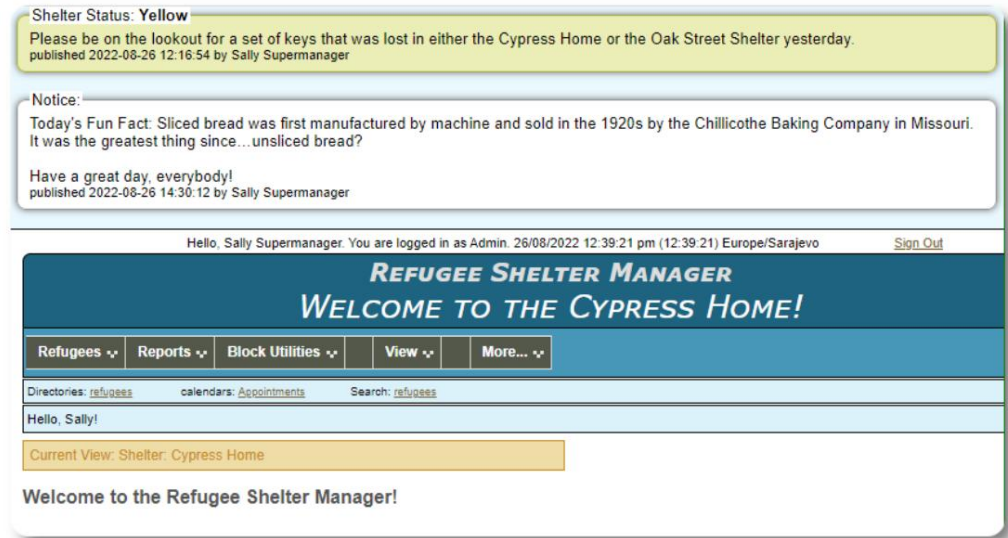 Shelter Status: Yellow
Please be on the lookout for a set of keys that was lost in either the Cypress Home or the Oak Street Shelter yesterday.
published 2022-08-26 12:16:54 by Sally Supermanager
Notice:
Today's Fun Fact: Sliced bread was first manufactured by machine and sold in the 1920s by the Chillicothe Baking Company in Missouri.
It was the greatest thing since…unsliced bread?
Have a great day, everybody!
published 2022-08-26 14:30:12 by Sally Supermanager
Hello, Sally Supermanager. You are logged in as Admin. 26/08/2022 12:39:21 pm (12:39:21) Europe/Sarajevo Sign Out
REFUGEE SHELTER MANAGER
WELCOME TO THE CYPRESS HOME!
Refugees Reports Block Utilities View More...
Directories: refugees calendars: Appointments Search: refugees
Hello, Sally!
Current View: Shelter: Cypress Home
Welcome to the Refugee Shelter Manager!